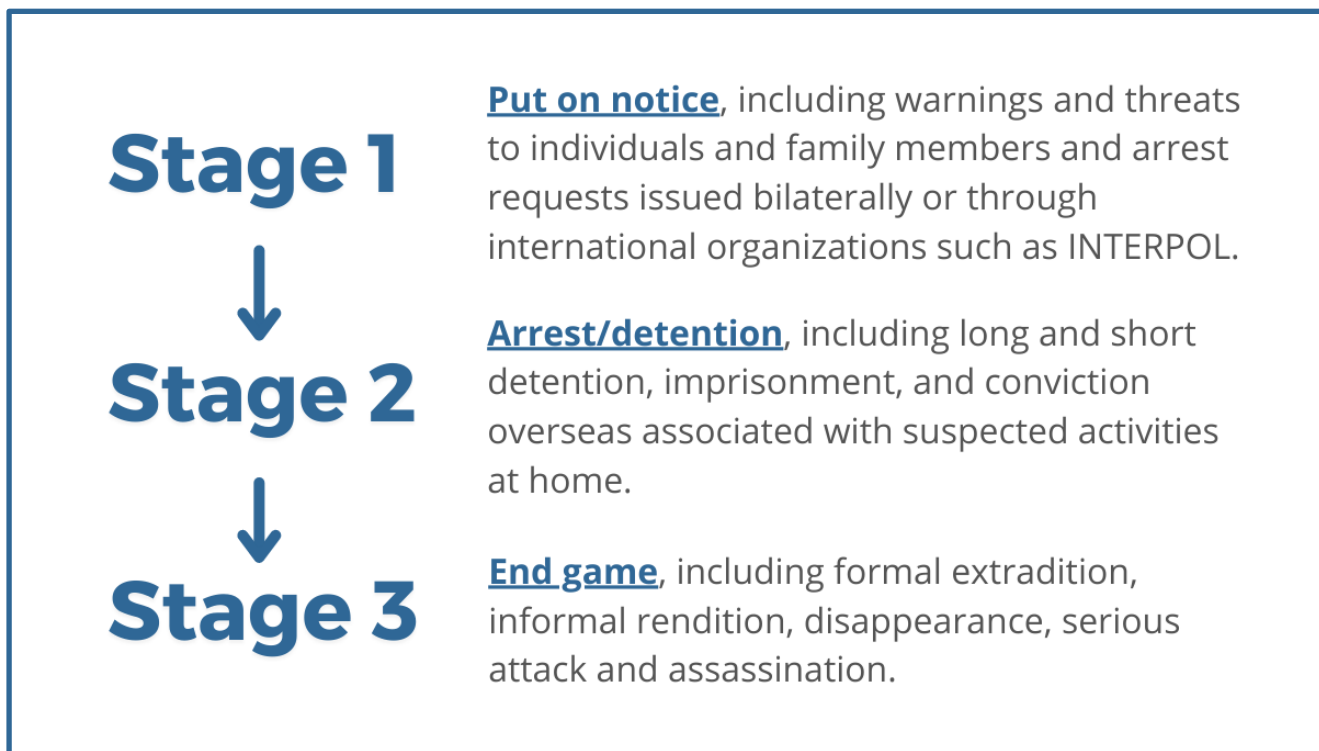 Stage 1
Put on notice, including warnings and threats
to individuals and family members and arrest
requests issued bilaterally or through
international organizations such as INTERPOL.
Stage 2
Arrest/detention, including long and short
detention, imprisonment, and conviction
overseas associated with suspected activities
at home.
Stage 3
End game, including formal extradition,
informal rendition, disappearance, serious
attack and assassination.